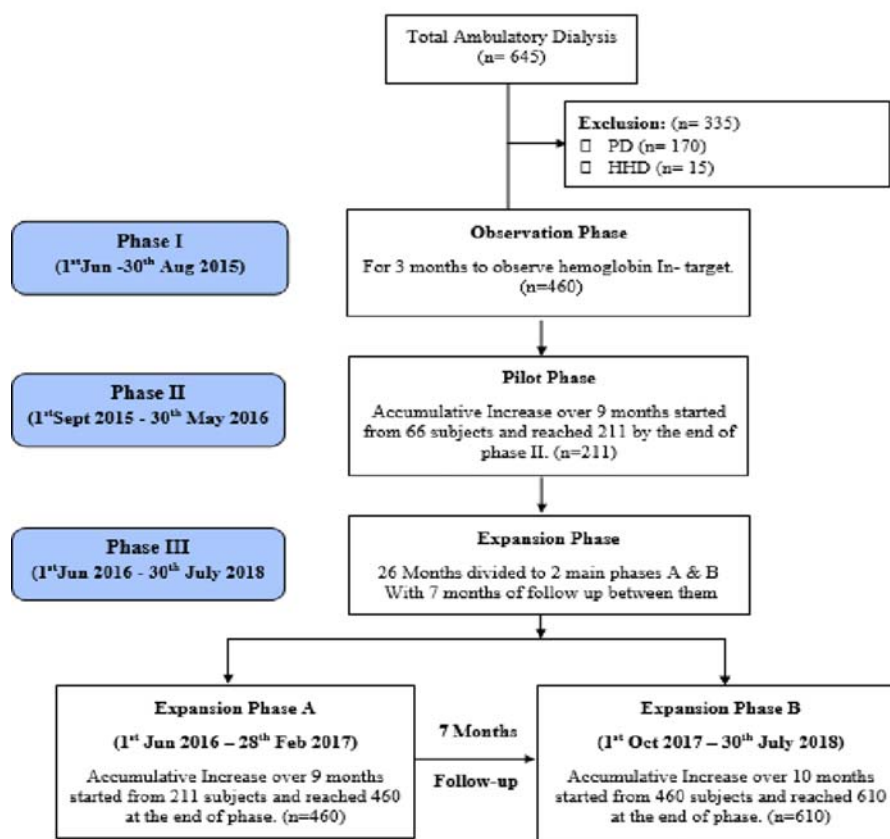 Total Ambulatory Dialysis
(n= 645)
Exclusion: (n= 335)
PD (n= 170)
HHD (n= 15)
Phase I
(1stJun -30th Aug 2015)
Observation Phase
For 3 months to observe hemoglobin In- target.
(n=460)
Phase II
(1stSept 2015 - 30th May 2016
Pilot Phase
Accumulative Increase over 9 months started
from 66 subjects and reached 211 by the end of
phase II. (n=211)
Phase III
(1stJun 2016 - 30th July 2018
Expansion Phase
26 Months divided to 2 main phases A & B
With 7 months of follow up between them
Expansion Phase A
(1st Jun 2016 – 28th Feb 2017)
Accumulative Increase over 9 months
started from 211 subjects and reached 460
at the end of phase. (n=460)
7 Months
Follow-up
Expansion Phase B
(1st Oct 2017 – 30th July 2018)
Accumulative Increase over 10 months
started from 460 subjects and reached 610
at the end of phase. (n=610)